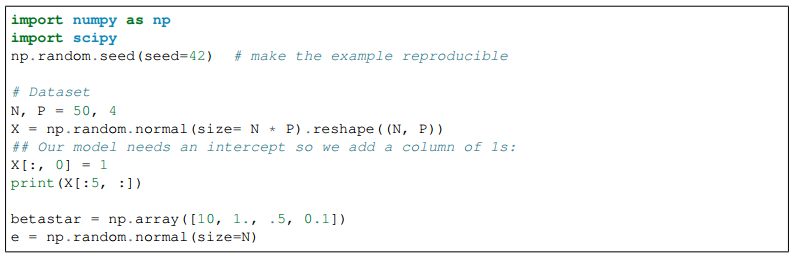 import numpy as np
import scipy
np.random.seed(seed=42)  # make the example reproducible
# Dataset
N, P = 50, 4
X = np.random.normal(size= N * P).reshape((N, P))
## Our model needs an intercept so we add a column of 1s:
X[:, 0] = 1
print(X[:5, :])
betastar = np.array([10, 1., .5, 0.1])
e = np.random.normal(size=N)